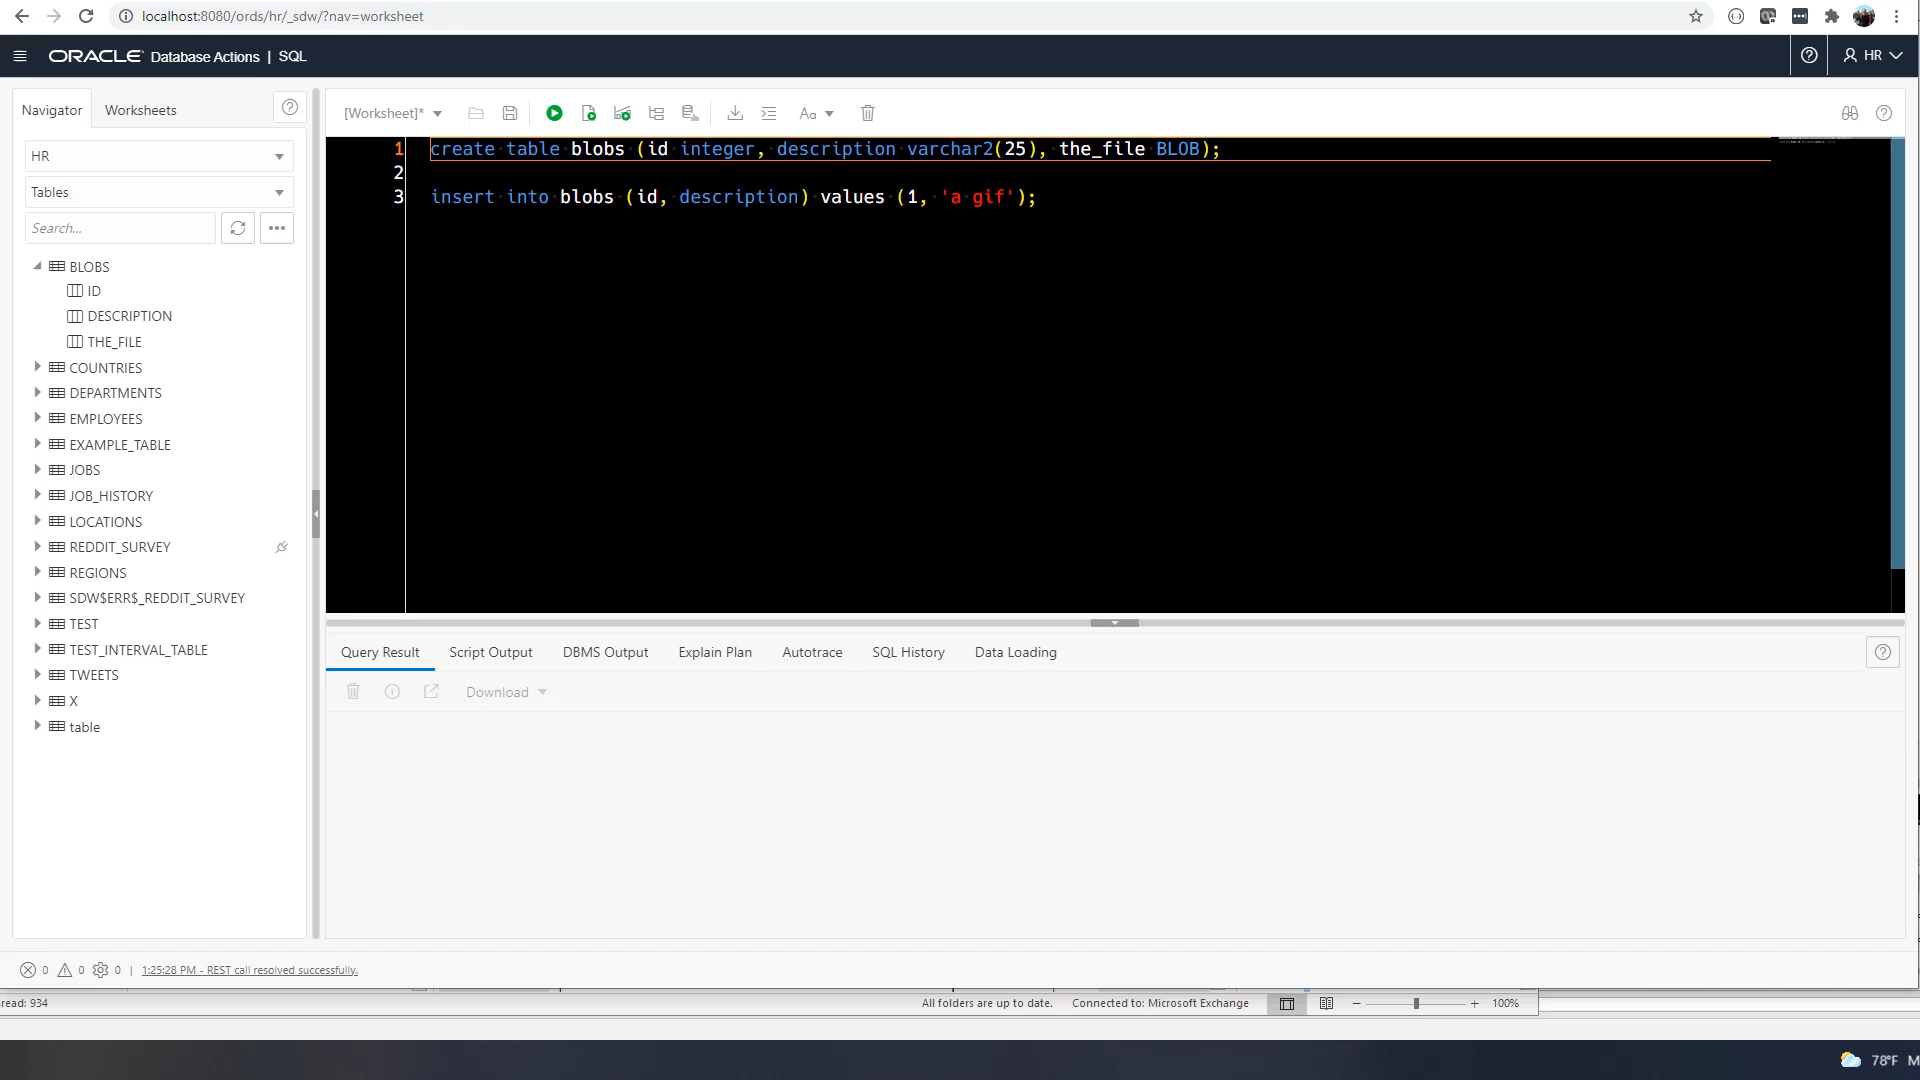 localhost:8080/ords/hr/_sdw/?nav=worksheet
ORACLE Database Actions | SQL
HR
Navigator
Worksheets
[Worksheet]*
Aa
HR
Tables
Search...
BLOBS
ID
DESCRIPTION
THE_FILE
COUNTRIES
DEPARTMENTS
EMPLOYEES
EXAMPLE_TABLE
JOBS
JOB_HISTORY
LOCATIONS
REDDIT_SURVEY
REGIONS
SDW$ERR$_REDDIT_SURVEY
TEST
TEST_INTERVAL_TABLE
TWEETS
X
table
1 create table blobs (id integer, description varchar2(25), the_file BLOB);
2
3 insert into blobs (id, description) values (1, 'a gif');
Query Result
Script Output
DBMS Output
Explain Plan
Autotrace
SQL History
Data Loading
Download
0 0 0 | 1:25:28 PM - REST call resolved successfully.
read: 934
All folders are up to date.
Connected to: Microsoft Exchange
100%
78°F M